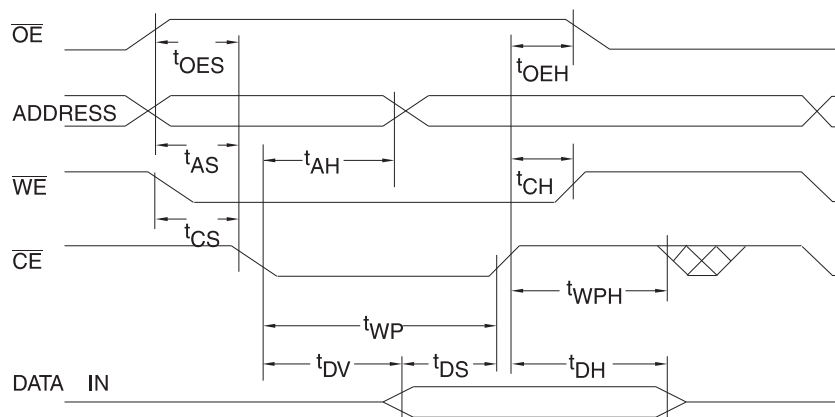 OE
tOES
tOEH
ADDRESS
tAS
tAH
tCH
WE
tCS
CE
tWPH
tWP
tDV
tDS
tDH
DATA IN